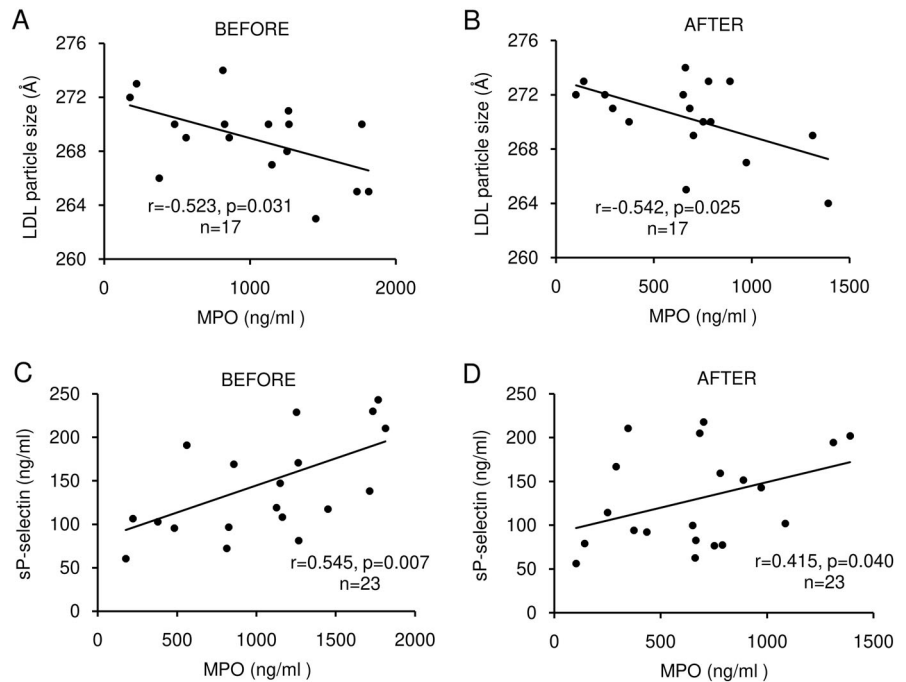 A
BEFORE
276
272
268
264
260
LDL particle size (Å)
r=-0.523, p=0.031
n=17
0
1000
2000
MPO (ng/ml )
B
AFTER
276
272
268
264
260
LDL particle size (Å)
r=-0.542, p=0.025
n=17
0
500
1000
1500
MPO (ng/ml )
C
BEFORE
250
200
150
100
50
0
sP-selectin (ng/ml)
r=0.545, p=0.007
n=23
0
500
1000
1500
2000
MPO (ng/ml )
D
AFTER
250
200
150
100
50
0
sP-selectin (ng/ml)
r=0.415, p=0.040
n=23
0
500
1000
1500
MPO (ng/ml )